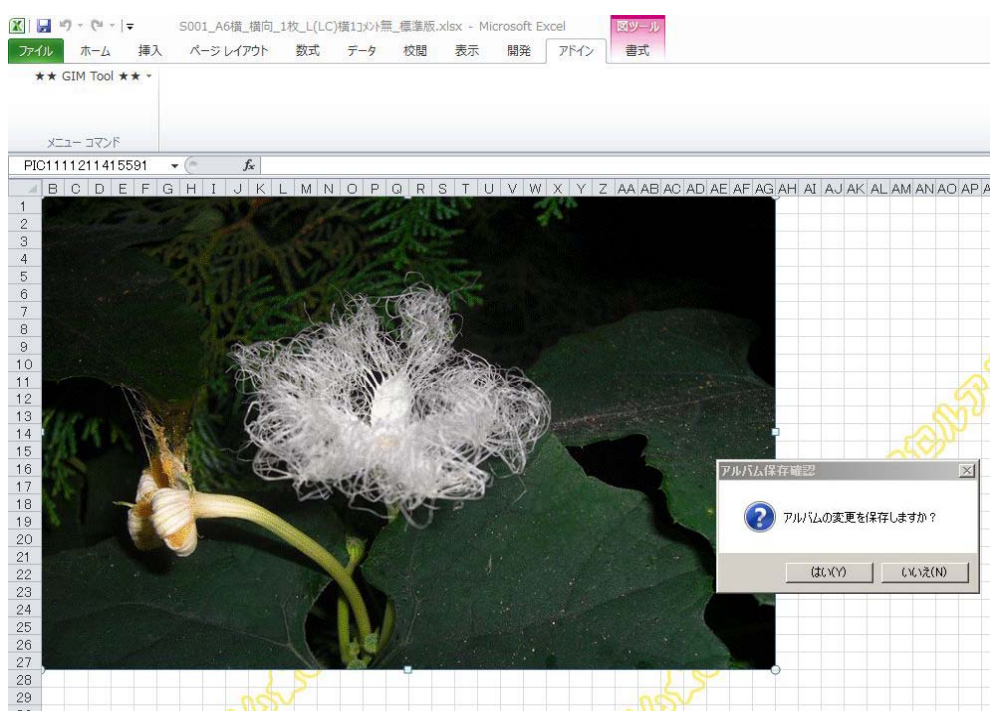 S001_A6横_横向_1枚_L(LC)横1コメント無_標準版.xlsx - Microsoft Excel
図ツール
ファイル ホーム 挿入 ページ レイアウト 数式 データ 校閲 表示 開発 アドイン 書式
★★ GIM Tool ★★
メニュー コマンド
PIC1111211415591 fx
B C D E F G H I J K L M N O P Q R S T U V W X Y Z AA AB AC AD AE AF AG AH AI AJ AK AL AM AN AO AP
1
2
3
4
5
6
7
8
9
10
11
12
13
14
15
16
17
18
19
20
21
22
23
24
25
26
27
28
29
アルバム保存確認
アルバムの変更を保存しますか?
はい(Y) いいえ(N)